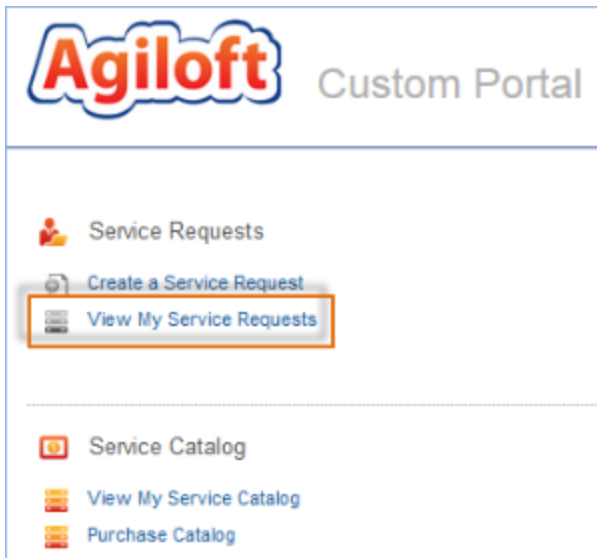 Agiloft
Custom Portal
Service Requests
Create a Service Request
View My Service Requests
Service Catalog
View My Service Catalog
Purchase Catalog